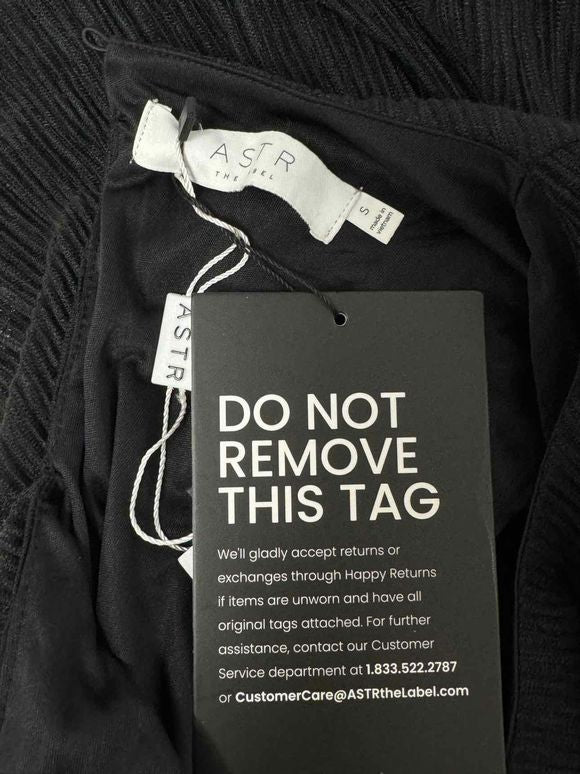 ASTR
THE LABEL
S
made in
vietnam
ASTR
DO NOT
REMOVE
THIS TAG
We'll gladly accept returns or
exchanges through Happy Returns
if items are unworn and have all
original tags attached. For further
assistance, contact our Customer
Service department at 1.833.522.2787
or CustomerCare@ASTRtheLabel.com